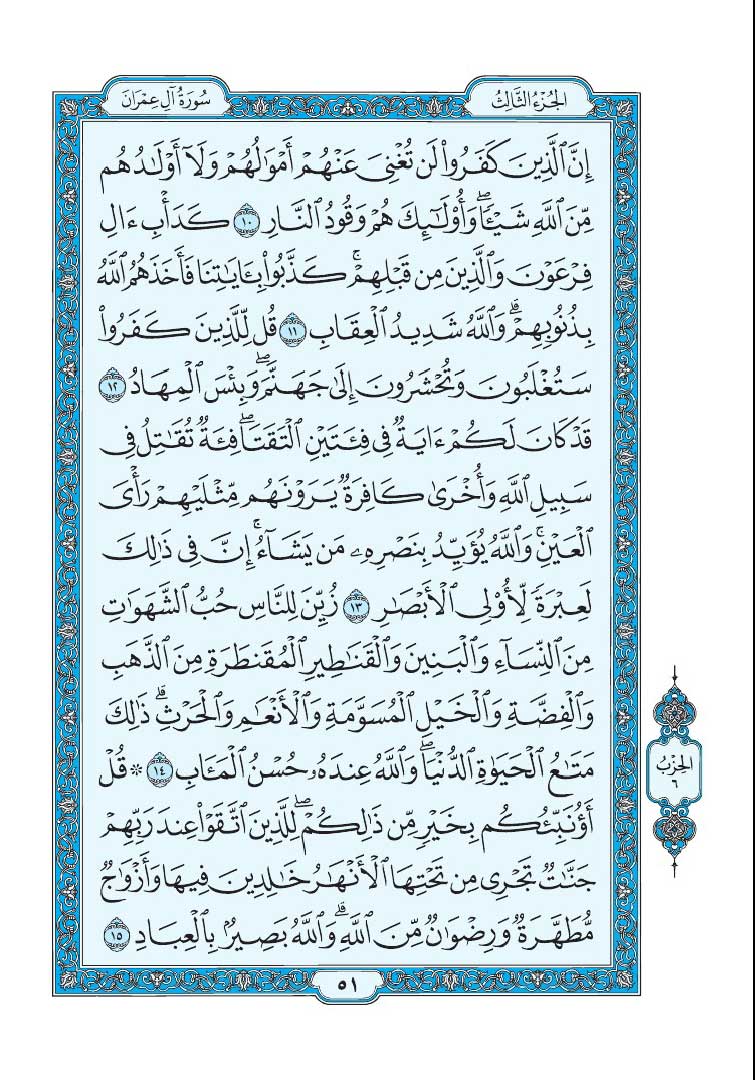 الجُزْءُ الثَّالِثُ
سُورَةُ آلِ عِمْرَانَ
إِنَّ ٱلَّذِينَ كَفَرُواْ لَن تُغْنِيَ عَنْهُمْ أَمْوَٰلُهُمْ وَلَآ أَوْلَٰدُهُم
مِّنَ ٱللَّهِ شَيْـًٔاۖ وَأُوْلَٰٓئِكَ هُمْ وَقُودُ ٱلنَّارِ ١٠ كَدَأْبِ ءَالِ
فِرْعَوْنَ وَٱلَّذِينَ مِن قَبْلِهِمْۚ كَذَّبُواْ بِـَٔايَٰتِنَا فَأَخَذَهُمُ ٱللَّهُ
بِذُنُوبِهِمْۗ وَٱللَّهُ شَدِيدُ ٱلْعِقَابِ ١١ قُل لِّلَّذِينَ كَفَرُواْ
سَتُغْلَبُونَ وَتُحْشَرُونَ إِلَىٰ جَهَنَّمَۖ وَبِئْسَ ٱلْمِهَادُ ١٢
قَدْ كَانَ لَكُمْ ءَايَةٌ فِي فِئَتَيْنِ ٱلْتَقَتَاۖ فِئَةٌ تُقَٰتِلُ فِي
سَبِيلِ ٱللَّهِ وَأُخْرَىٰ كَافِرَةٌ يَرَوْنَهُم مِّثْلَيْهِمْ رَأْيَ
ٱلْعَيْنِۚ وَٱللَّهُ يُؤَيِّدُ بِنَصْرِهِۦ مَن يَشَآءُۚ إِنَّ فِي ذَٰلِكَ
لَعِبْرَةً لِّأُوْلِي ٱلْأَبْصَٰرِ ١٣ زُيِّنَ لِلنَّاسِ حُبُّ ٱلشَّهَوَٰتِ
مِنَ ٱلنِّسَآءِ وَٱلْبَنِينَ وَٱلْقَنَٰطِيرِ ٱلْمُقَنطَرَةِ مِنَ ٱلذَّهَبِ
وَٱلْفِضَّةِ وَٱلْخَيْلِ ٱلْمُسَوَّمَةِ وَٱلْأَنْعَٰمِ وَٱلْحَرْثِۗ ذَٰلِكَ
مَتَٰعُ ٱلْحَيَوٰةِ ٱلدُّنْيَاۖ وَٱللَّهُ عِندَهُۥ حُسْنُ ٱلْمَـَٔابِ ١٤ * قُلْ
أَؤُنَبِّئُكُم بِخَيْرٍ مِّن ذَٰلِكُمْۖ لِلَّذِينَ ٱتَّقَوْاْ عِندَ رَبِّهِمْ
جَنَّٰتٌ تَجْرِي مِن تَحْتِهَا ٱلْأَنْهَٰرُ خَٰلِدِينَ فِيهَا وَأَزْوَٰجٌ
مُّطَهَّرَةٌ وَرِضْوَٰنٌ مِّنَ ٱللَّهِۗ وَٱللَّهُ بَصِيرٌۢ بِٱلْعِبَادِ ١٥
الحِزْبُ
٦
٥١